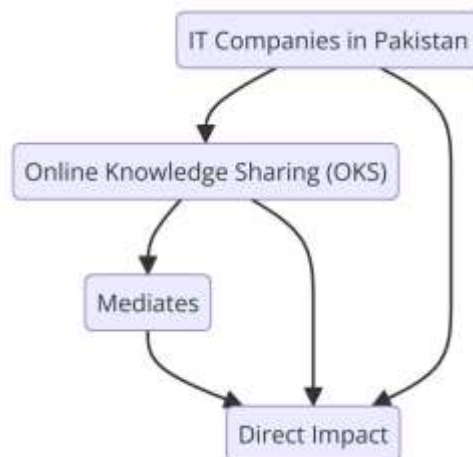 IT Companies in Pakistan
Online Knowledge Sharing (OKS)
Mediates
Direct Impact